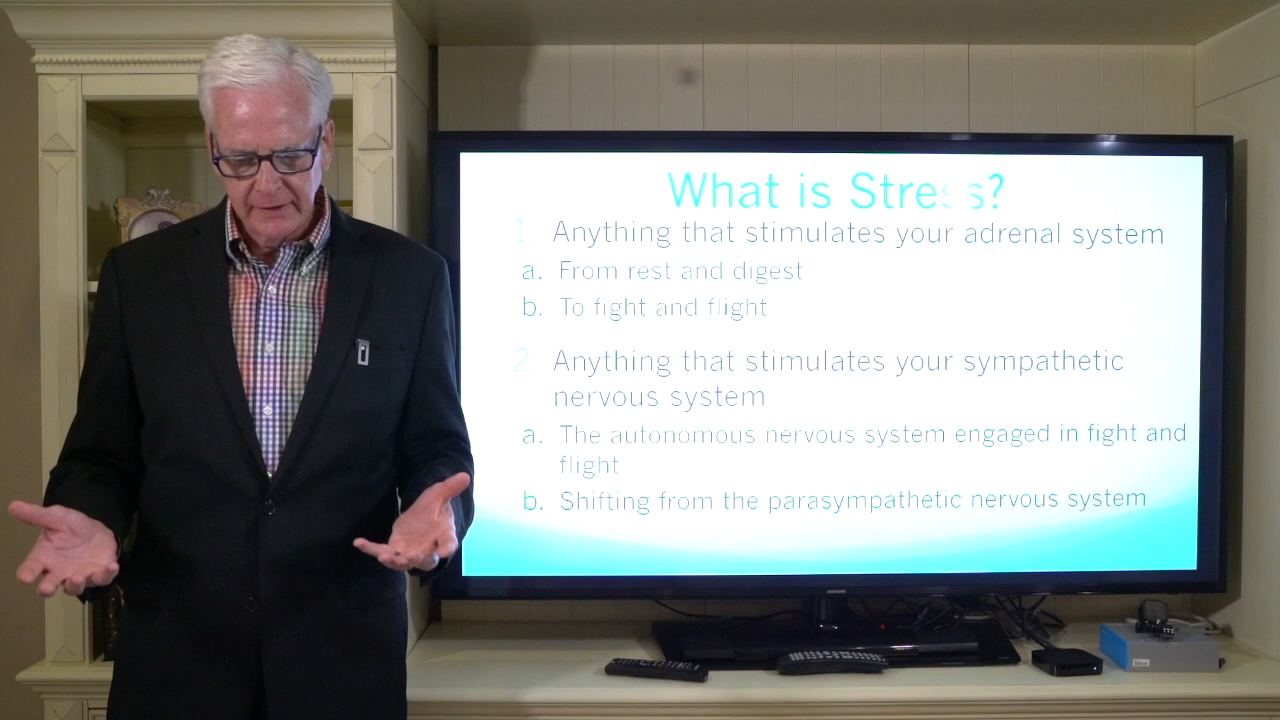 What is Stress?
1. Anything that stimulates your adrenal system
a. From rest and digest
b. To fight and flight
2. Anything that stimulates your sympathetic
nervous system
a. The autonomous nervous system engaged in fight and
flight
b. Shifting from the parasympathetic nervous system
SAMSUNG